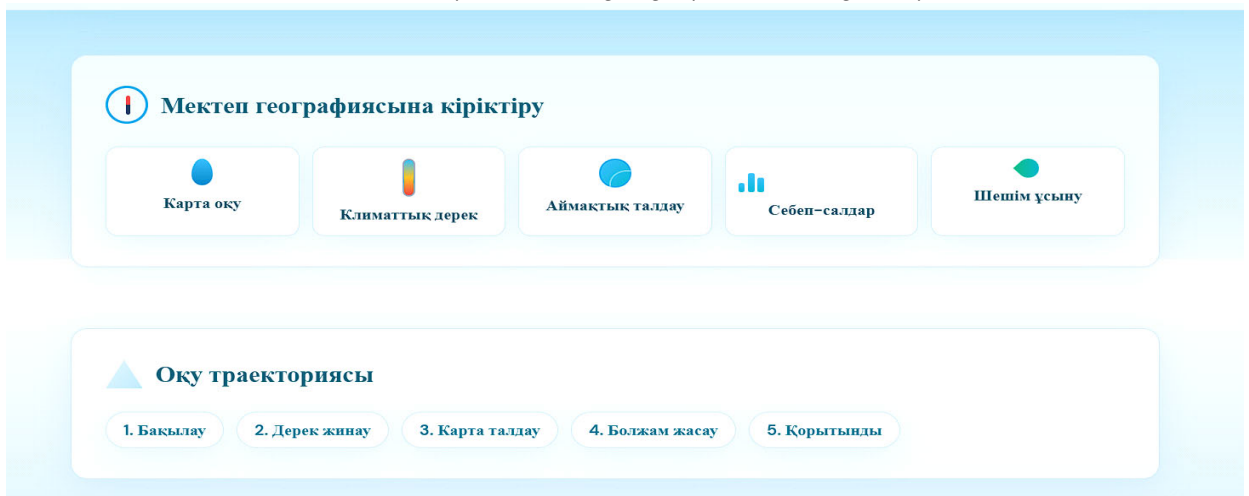 Мектеп географиясына кіріктіру
Карта оқу
Климаттық дерек
Аймақтық талдау
Себеп-салдар
Шешім ұсыну
Оқу траекториясы
1. Бақылау
2. Дерек жинау
3. Карта талдау
4. Болжам жасау
5. Қорытынды